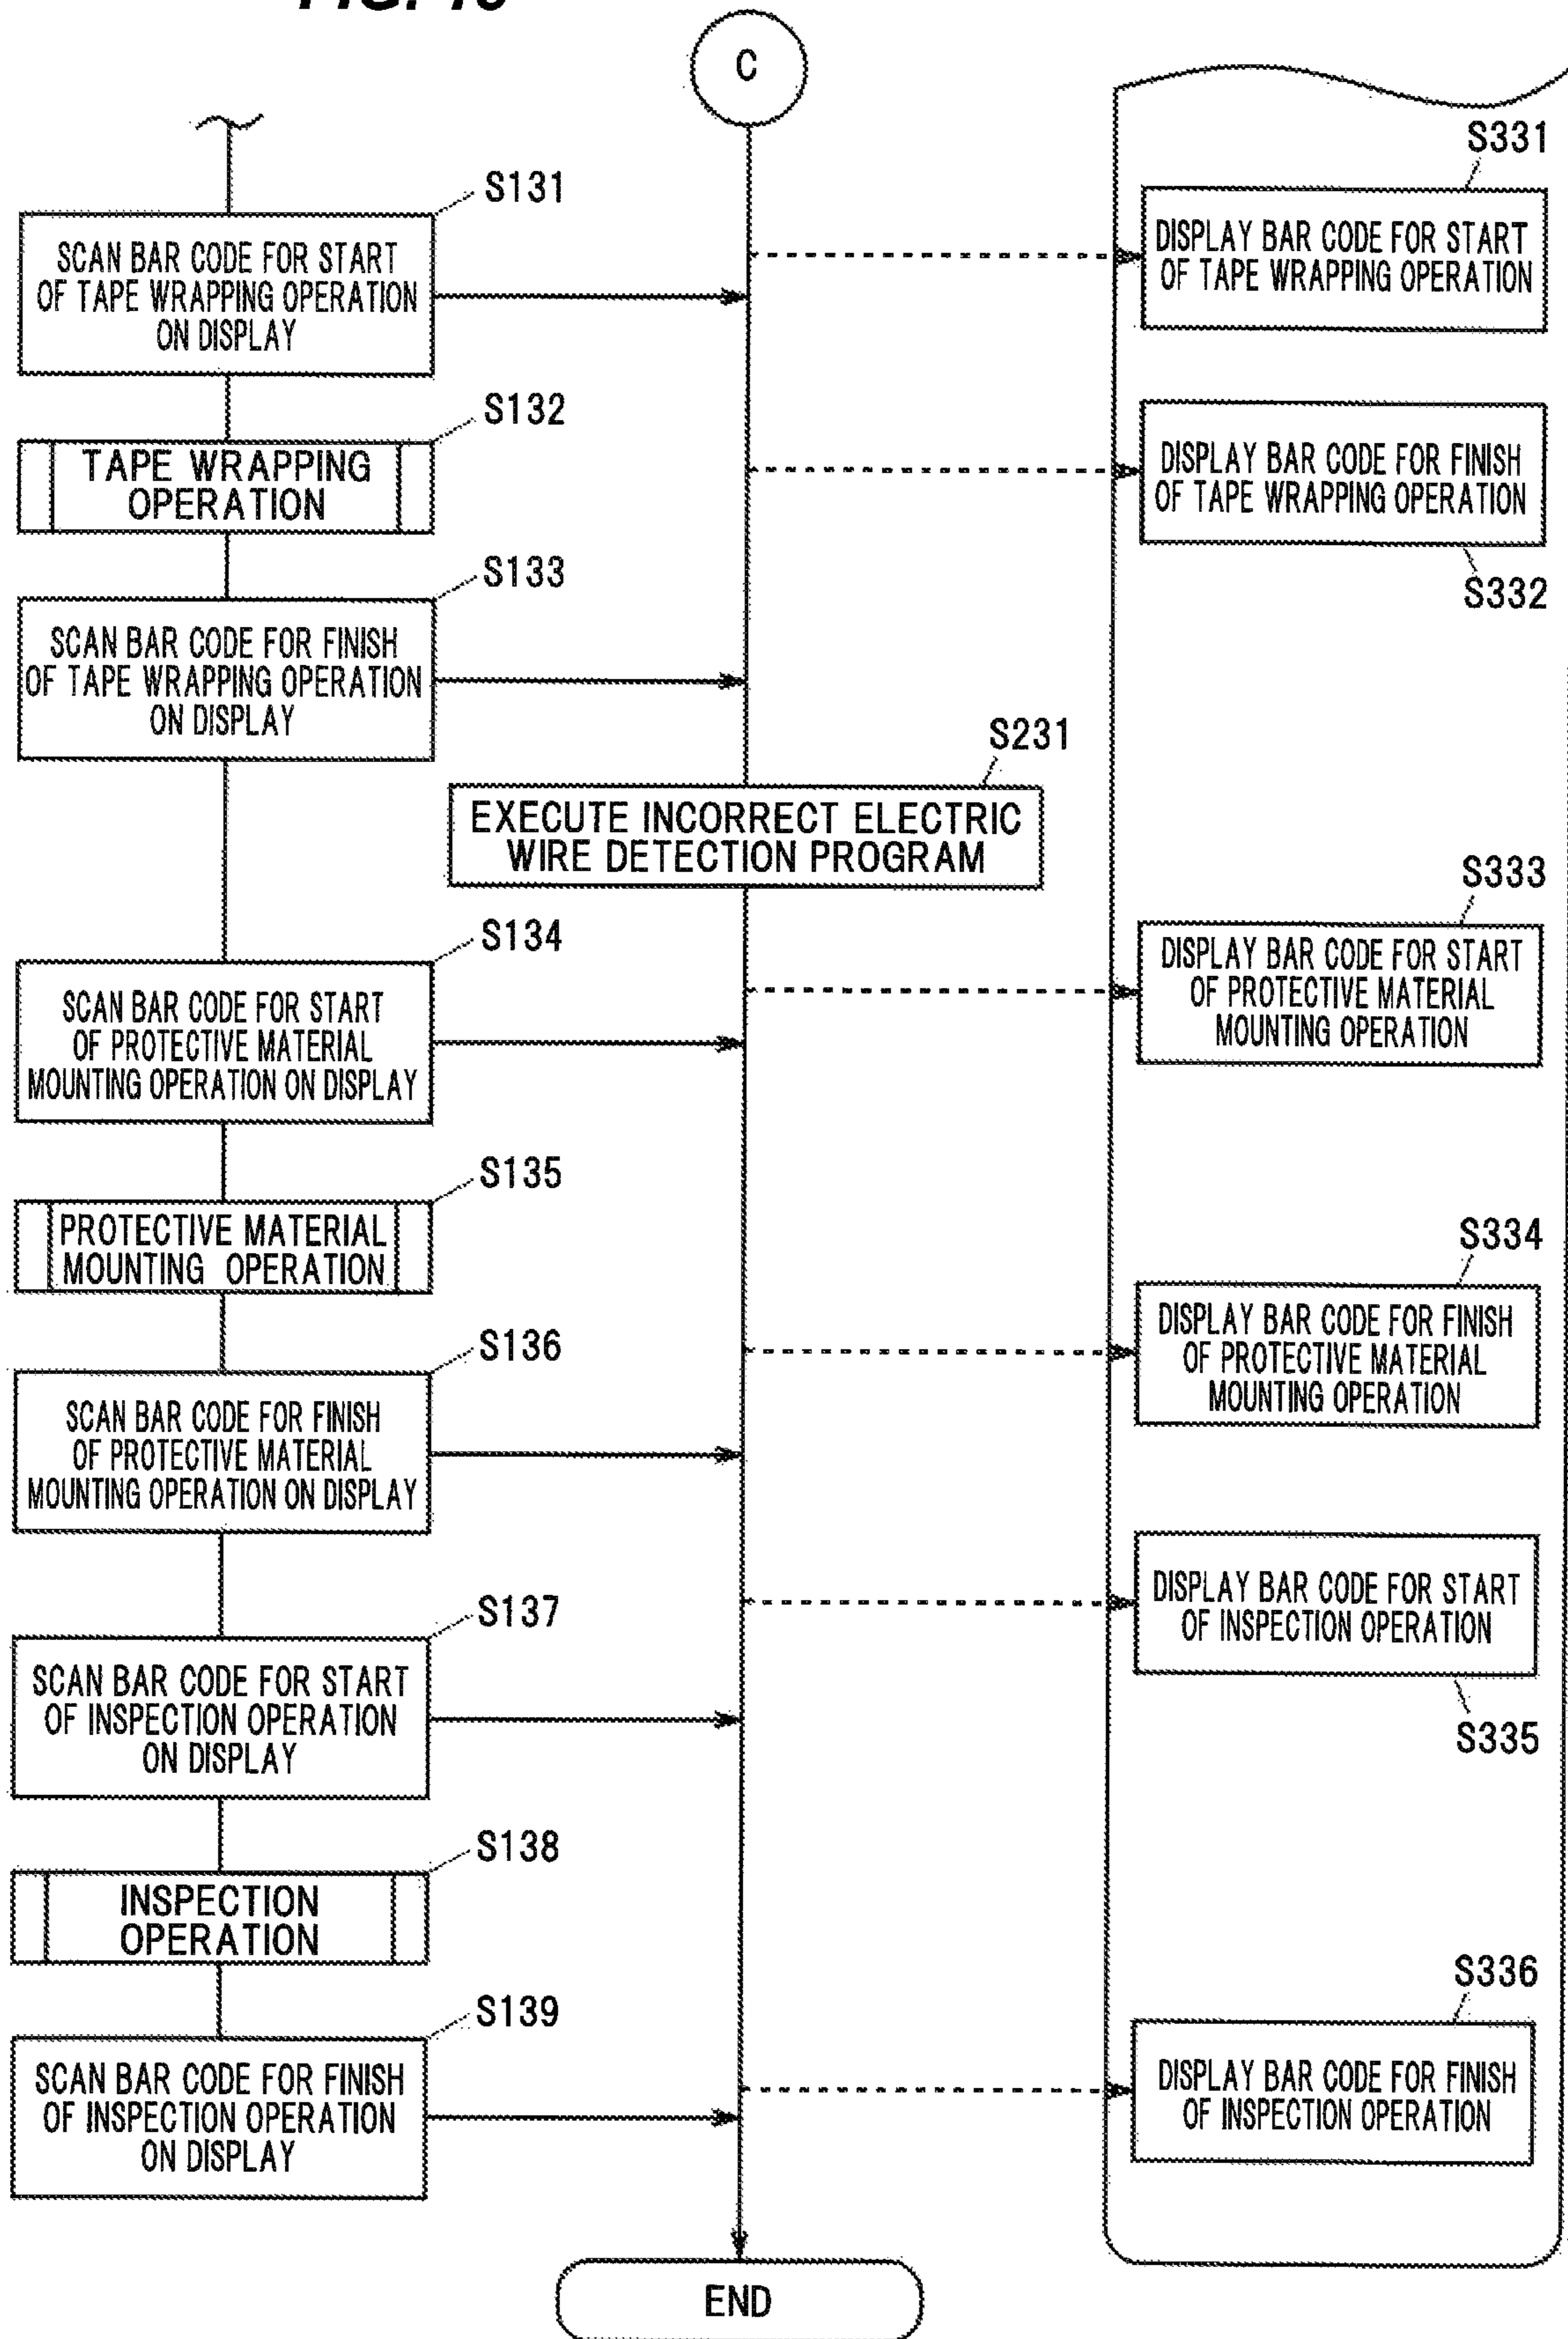 C
S131
SCAN BAR CODE FOR START
OF TAPE WRAPPING OPERATION
ON DISPLAY
S331
DISPLAY BAR CODE FOR START
OF TAPE WRAPPING OPERATION
S132
TAPE WRAPPING
OPERATION
DISPLAY BAR CODE FOR FINISH
OF TAPE WRAPPING OPERATION
S332
S133
SCAN BAR CODE FOR FINISH
OF TAPE WRAPPING OPERATION
ON DISPLAY
S231
EXECUTE INCORRECT ELECTRIC
WIRE DETECTION PROGRAM
S333
DISPLAY BAR CODE FOR START
OF PROTECTIVE MATERIAL
MOUNTING OPERATION
S134
SCAN BAR CODE FOR START
OF PROTECTIVE MATERIAL
MOUNTING OPERATION ON DISPLAY
S135
PROTECTIVE MATERIAL
MOUNTING OPERATION
S334
DISPLAY BAR CODE FOR FINISH
OF PROTECTIVE MATERIAL
MOUNTING OPERATION
S136
SCAN BAR CODE FOR FINISH
OF PROTECTIVE MATERIAL
MOUNTING OPERATION ON DISPLAY
DISPLAY BAR CODE FOR START
OF INSPECTION OPERATION
S335
S137
SCAN BAR CODE FOR START
OF INSPECTION OPERATION
ON DISPLAY
S138
INSPECTION
OPERATION
S336
DISPLAY BAR CODE FOR FINISH
OF INSPECTION OPERATION
S139
SCAN BAR CODE FOR FINISH
OF INSPECTION OPERATION
ON DISPLAY
END